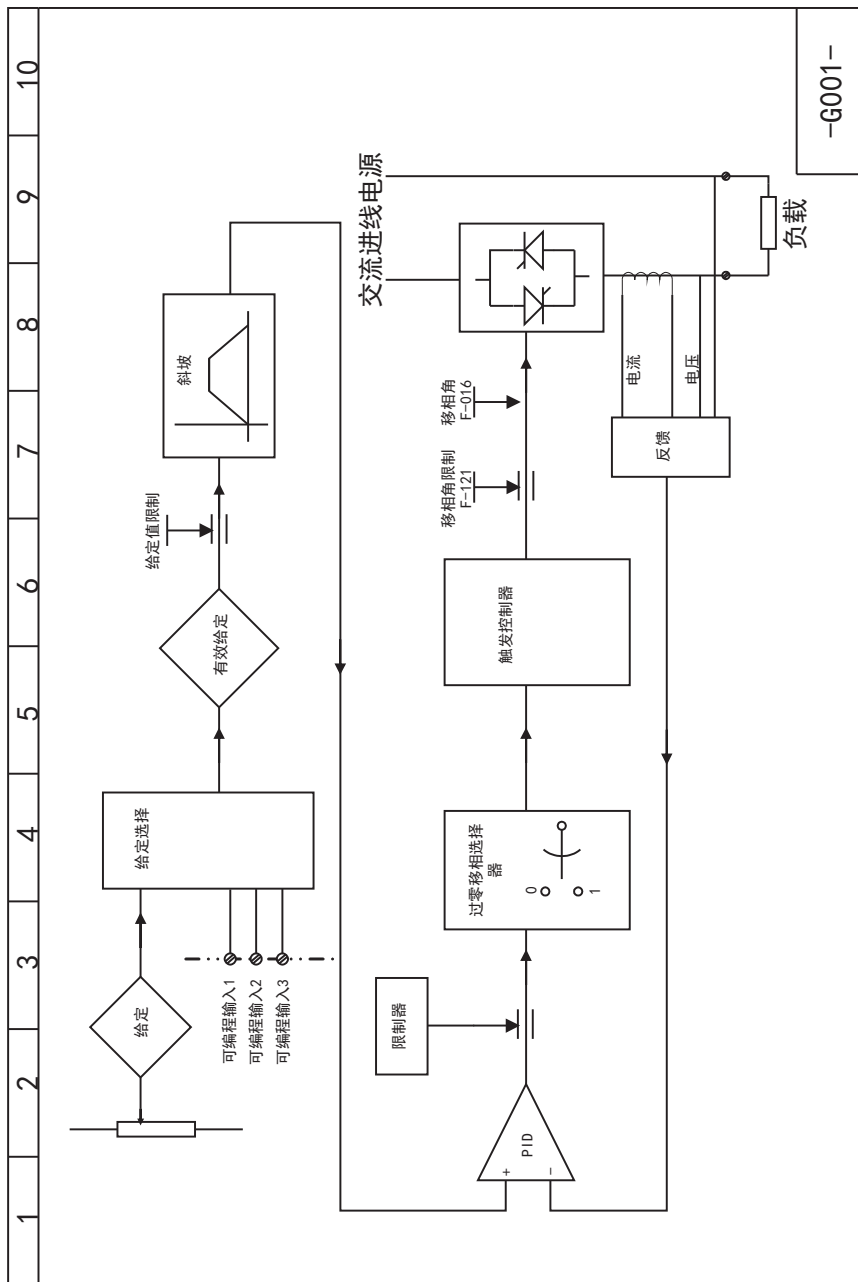 1
2
3
4
5
6
7
8
9
10
给定
可编程输入1
可编程输入2
可编程输入3
给定选择
有效给定
给定值限制
斜坡
PID
+
-
限制器
过零移相选择
器
0
1
触发控制器
移相角限制
F-121
移相角
F-016
交流进线电源
电流
电压
反馈
负载
-G001-